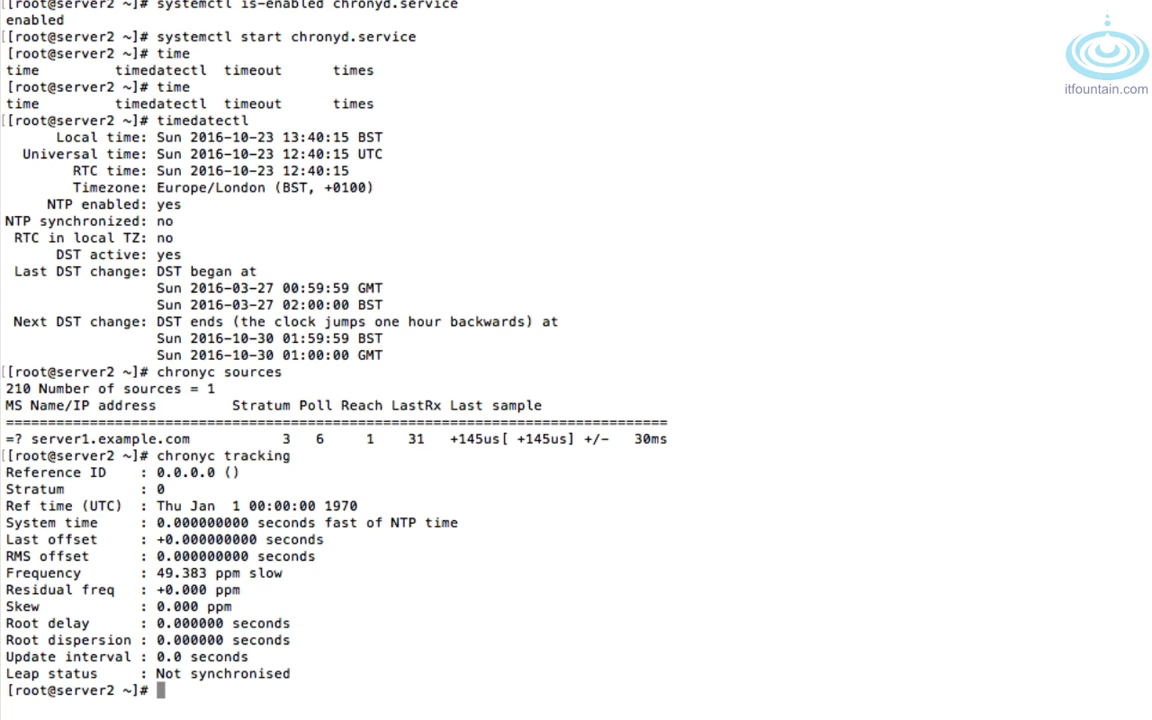 [[root@server2 ~]# systemctl is-enabled chronyd.service
enabled
[[root@server2 ~]# systemctl start chronyd.service
[root@server2 ~]# time
time         timedatectl  timeout      times
[root@server2 ~]# time
time         timedatectl  timeout      times
[[root@server2 ~]# timedatectl
      Local time: Sun 2016-10-23 13:40:15 BST
  Universal time: Sun 2016-10-23 12:40:15 UTC
        RTC time: Sun 2016-10-23 12:40:15
        Timezone: Europe/London (BST, +0100)
     NTP enabled: yes
NTP synchronized: no
 RTC in local TZ: no
      DST active: yes
 Last DST change: DST began at
                  Sun 2016-03-27 00:59:59 GMT
                  Sun 2016-03-27 02:00:00 BST
 Next DST change: DST ends (the clock jumps one hour backwards) at
                  Sun 2016-10-30 01:59:59 BST
                  Sun 2016-10-30 01:00:00 GMT
[[root@server2 ~]# chronyc sources
210 Number of sources = 1
MS Name/IP address         Stratum Poll Reach LastRx Last sample
===============================================================================
=? server1.example.com           3   6     1    31   +145us[ +145us] +/-   30ms
[[root@server2 ~]# chronyc tracking
Reference ID    : 0.0.0.0 ()
Stratum         : 0
Ref time (UTC)  : Thu Jan  1 00:00:00 1970
System time     : 0.000000000 seconds fast of NTP time
Last offset     : +0.000000000 seconds
RMS offset      : 0.000000000 seconds
Frequency       : 49.383 ppm slow
Residual freq   : +0.000 ppm
Skew            : 0.000 ppm
Root delay      : 0.000000 seconds
Root dispersion : 0.000000 seconds
Update interval : 0.0 seconds
Leap status     : Not synchronised
[root@server2 ~]#
itfountain.com